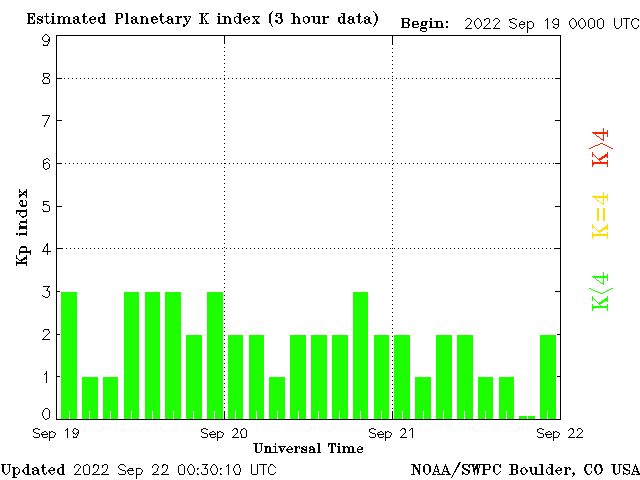 Estimated Planetary K index (3 hour data)
Begin: 2022 Sep 19 0000 UTC
9
8
7
6
5
4
3
2
1
0
Kp index
K>4
K=4
K<4
Sep 19
Sep 20
Sep 21
Sep 22
Universal Time
Updated 2022 Sep 22 00:30:10 UTC
NOAA/SWPC Boulder, CO USA